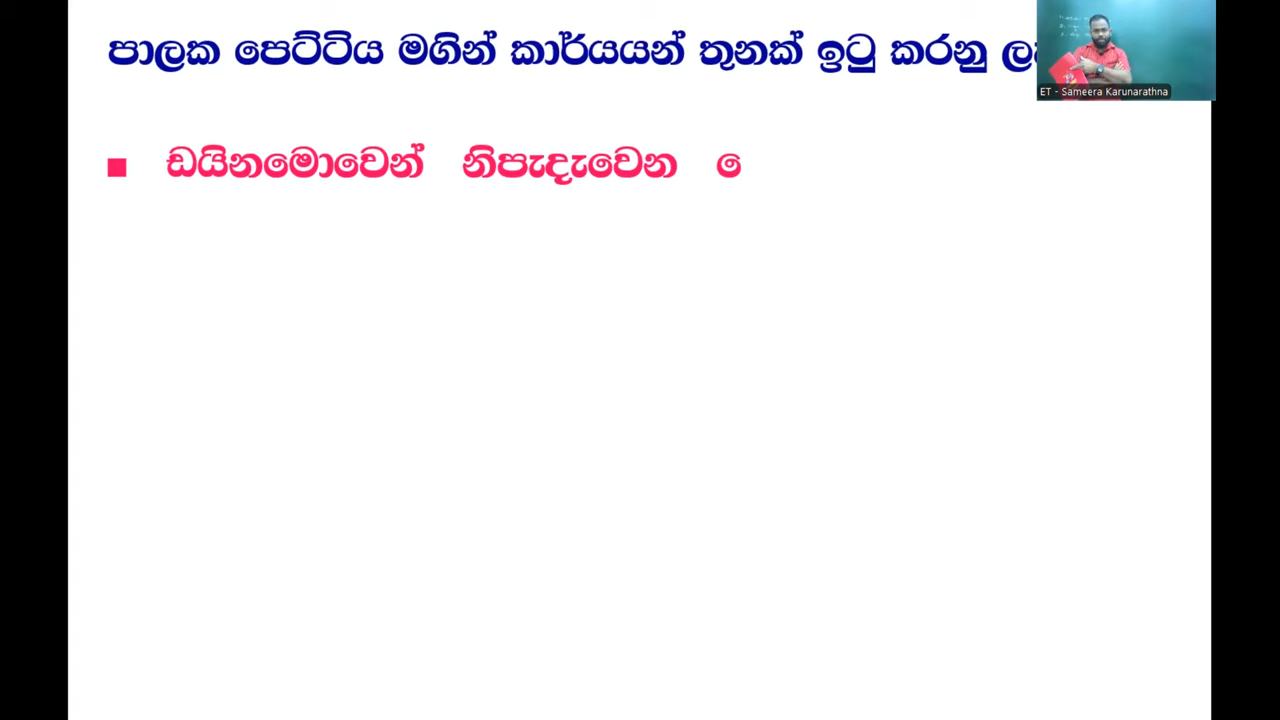 පාලක පෙට්ටිය මගින් කාර්යයන් තුනක් ඉටු කරනු
ET - Sameera Karunarathna
■ ඩයිනමොවෙන් නිපැදැවෙන